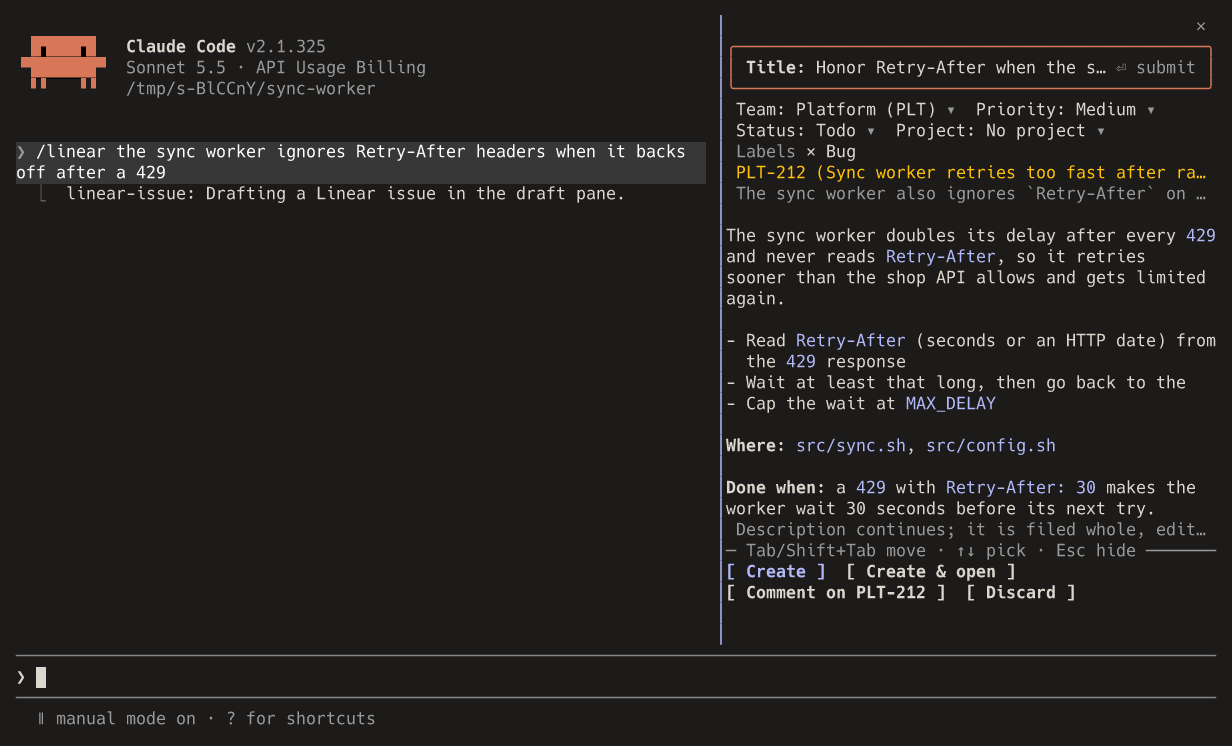 Claude Code v2.1.325
Sonnet 5.5 · API Usage Billing
/tmp/s-BlCCnY/sync-worker
❯ /linear the sync worker ignores Retry-After headers when it backs
off after a 429
⎿ linear-issue: Drafting a Linear issue in the draft pane.
×
Title: Honor Retry-After when the s… ⏎ submit
Team: Platform (PLT) ▾ Priority: Medium ▾
Status: Todo ▾ Project: No project ▾
Labels × Bug
PLT-212 (Sync worker retries too fast after ra…
The sync worker also ignores `Retry-After` on …
The sync worker doubles its delay after every 429
and never reads Retry-After, so it retries
sooner than the shop API allows and gets limited
again.
- Read Retry-After (seconds or an HTTP date) from
the 429 response
- Wait at least that long, then go back to the
- Cap the wait at MAX_DELAY
Where: src/sync.sh, src/config.sh
Done when: a 429 with Retry-After: 30 makes the
worker wait 30 seconds before its next try.
Description continues; it is filed whole, edit…
─ Tab/Shift+Tab move · ↑↓ pick · Esc hide ───────
[ Create ] [ Create & open ]
[ Comment on PLT-212 ] [ Discard ]
❯
⏸ manual mode on · ? for shortcuts